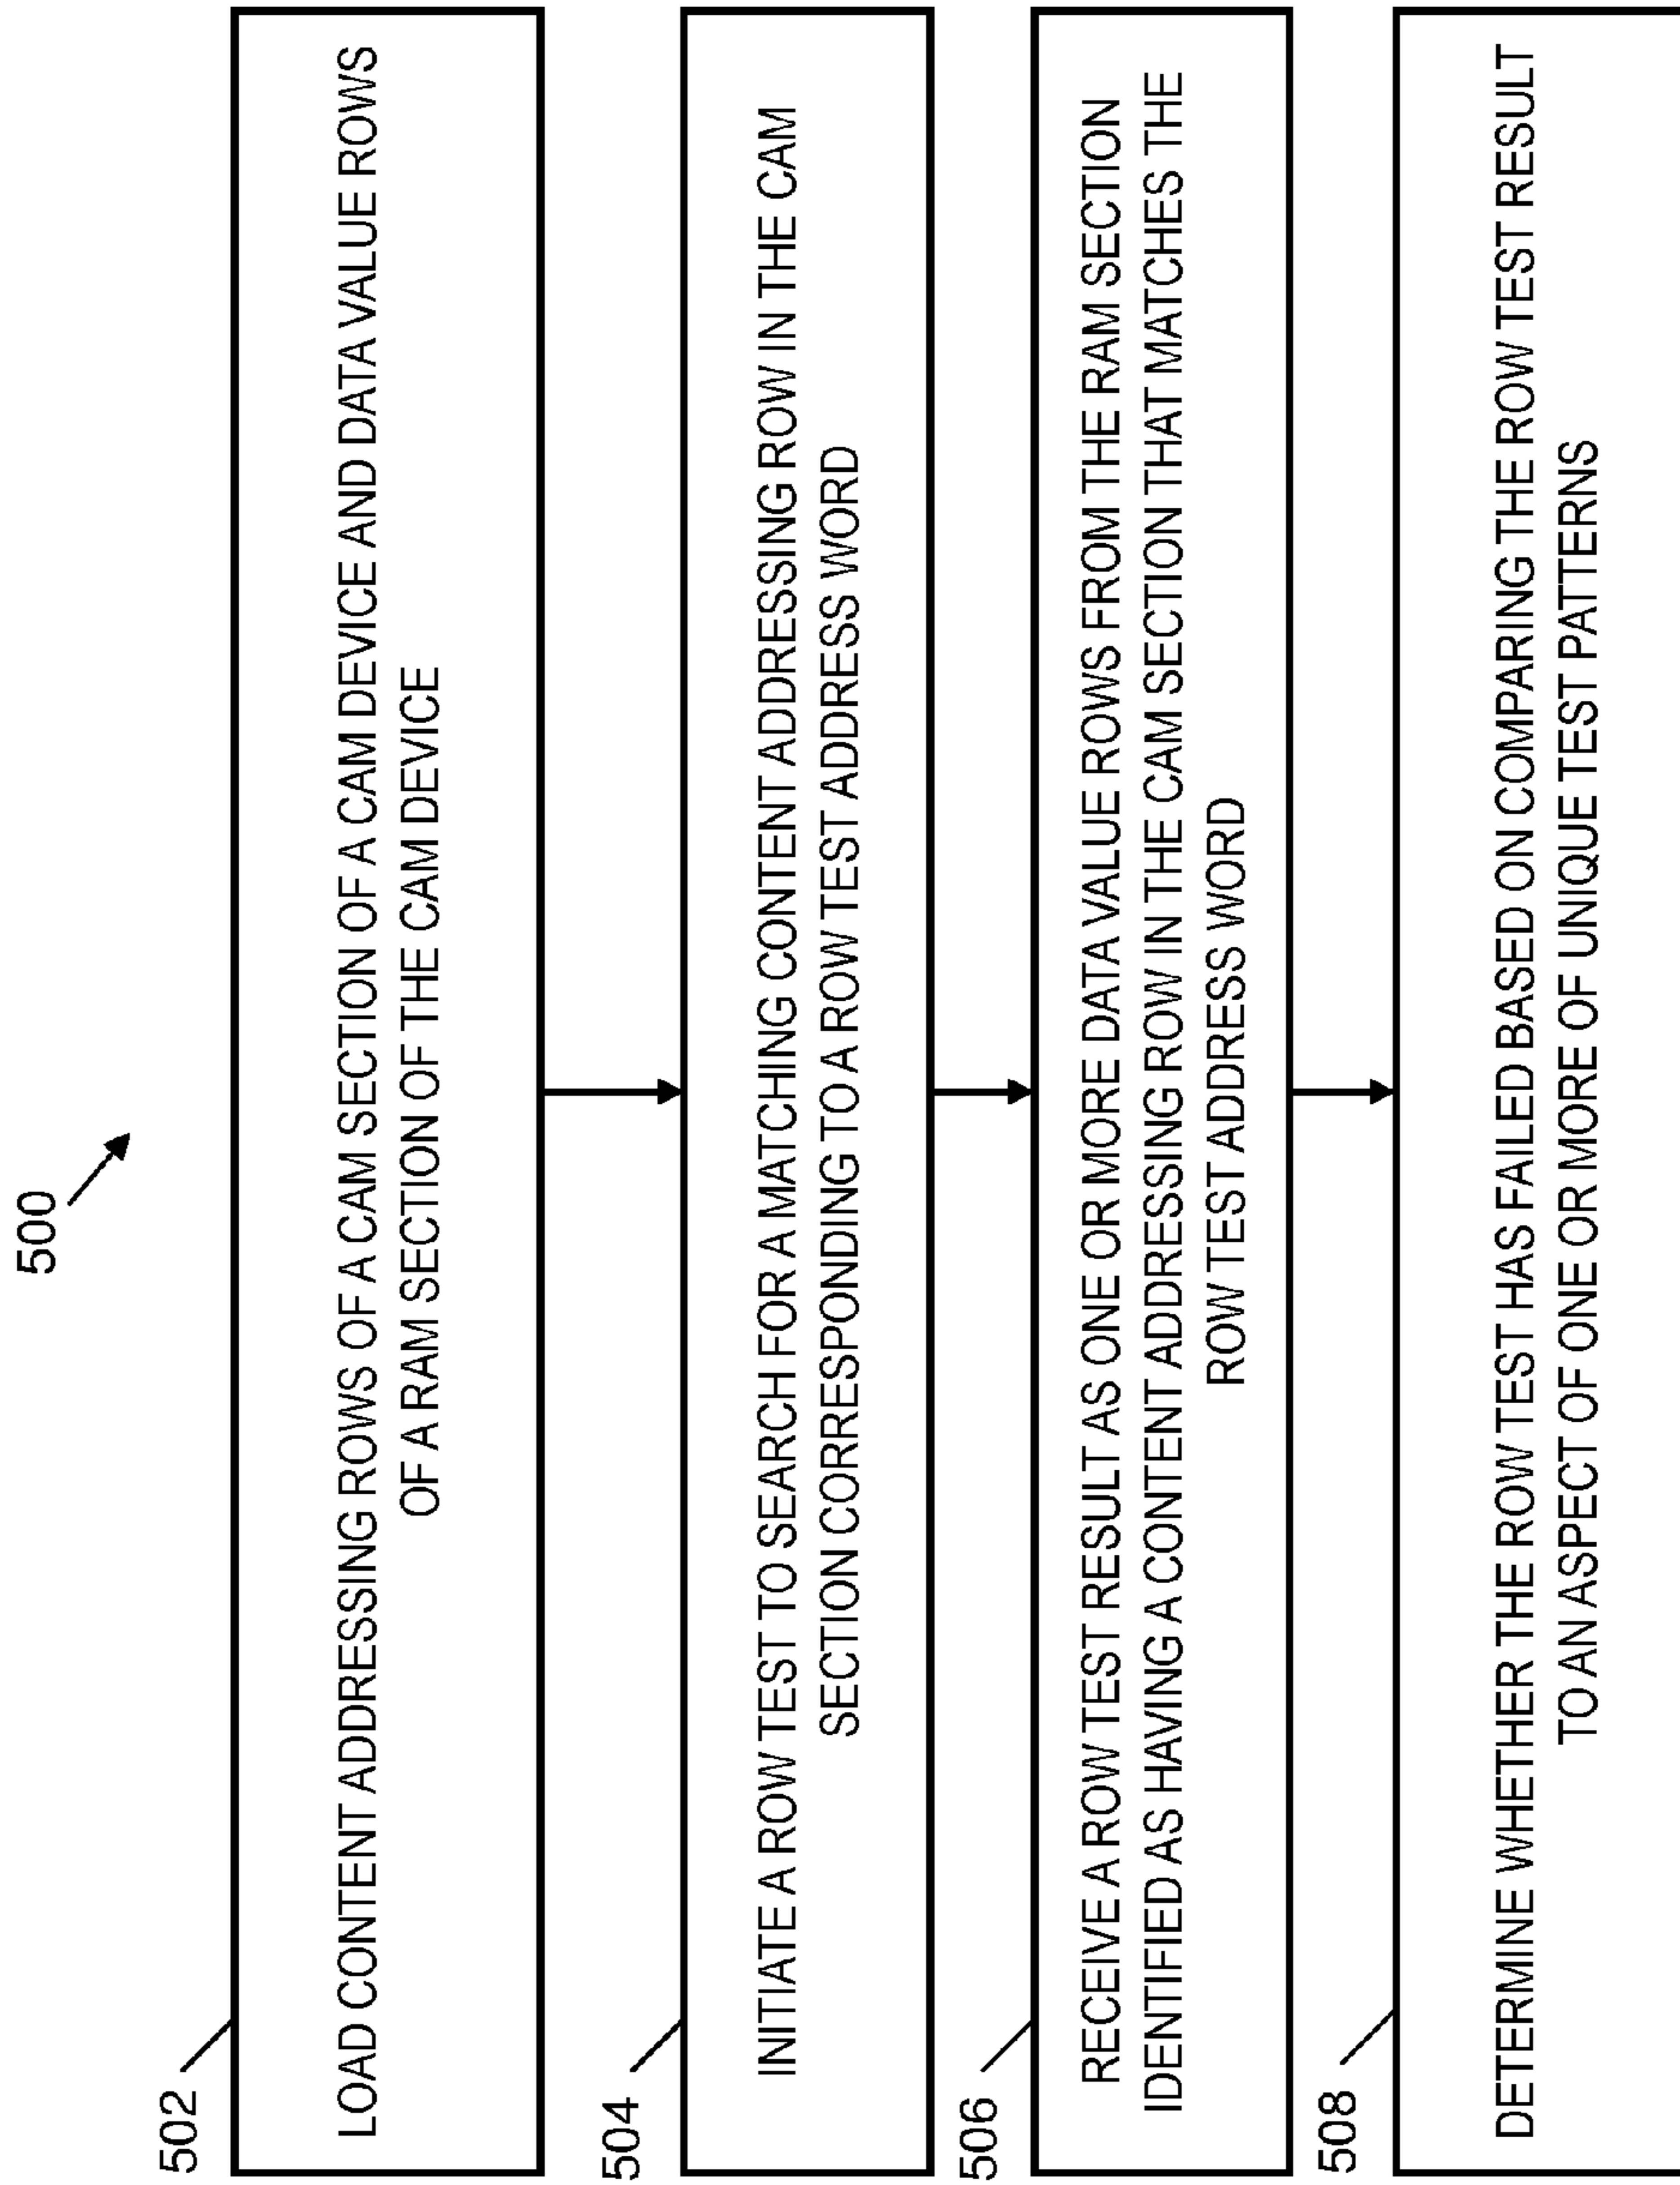 500
502
LOAD CONTENT ADDRESSING ROWS OF A CAM SECTION OF A CAM DEVICE AND DATA VALUE ROWS
OF A RAM SECTION OF THE CAM DEVICE
504
INITIATE A ROW TEST TO SEARCH FOR A MATCHING CONTENT ADDRESSING ROW IN THE CAM
SECTION CORRESPONDING TO A ROW TEST ADDRESS WORD
506
RECEIVE A ROW TEST RESULT AS ONE OR MORE DATA VALUE ROWS FROM THE RAM SECTION
IDENTIFIED AS HAVING A CONTENT ADDRESSING ROW IN THE CAM SECTION THAT MATCHES THE
ROW TEST ADDRESS WORD
508
DETERMINE WHETHER THE ROW TEST HAS FAILED BASED ON COMPARING THE ROW TEST RESULT
TO AN ASPECT OF ONE OR MORE OF UNIQUE TEST PATTERNS